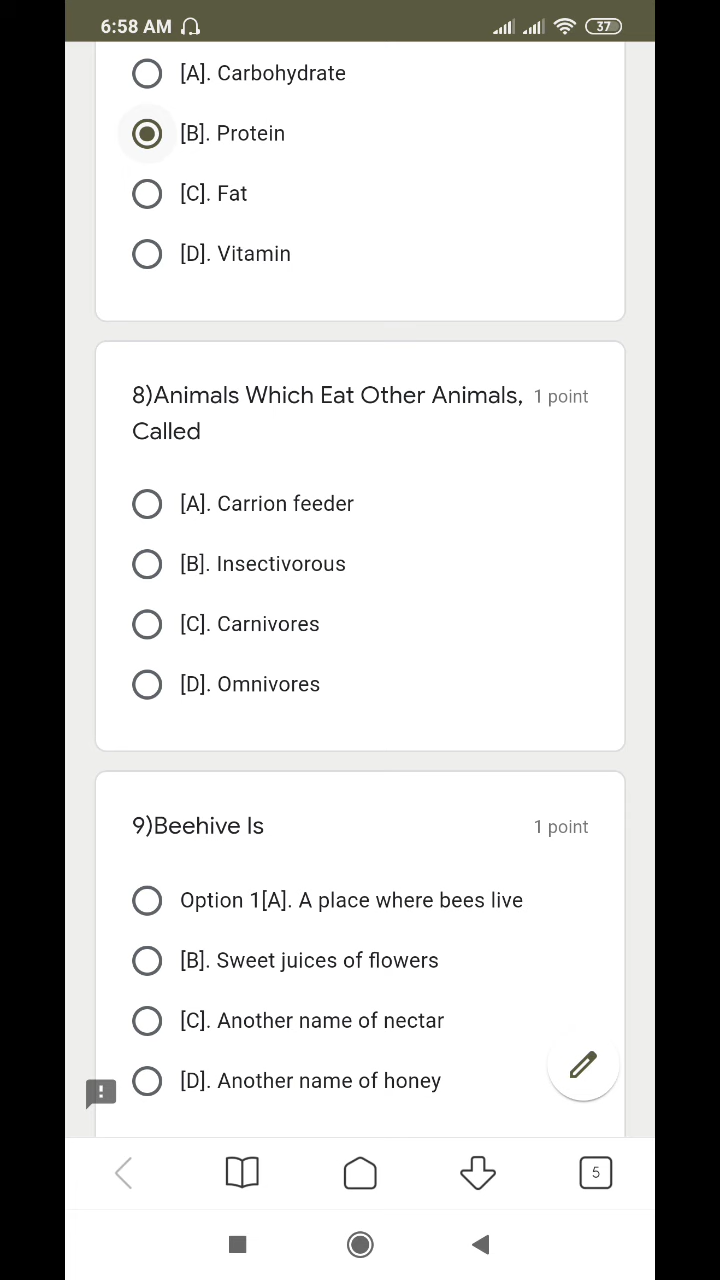 6:58 AM
37
[A]. Carbohydrate
[B]. Protein
[C]. Fat
[D]. Vitamin
8)Animals Which Eat Other Animals, 1 point
Called
[A]. Carrion feeder
[B]. Insectivorous
[C]. Carnivores
[D]. Omnivores
9)Beehive Is 1 point
Option 1[A]. A place where bees live
[B]. Sweet juices of flowers
[C]. Another name of nectar
[D]. Another name of honey
5